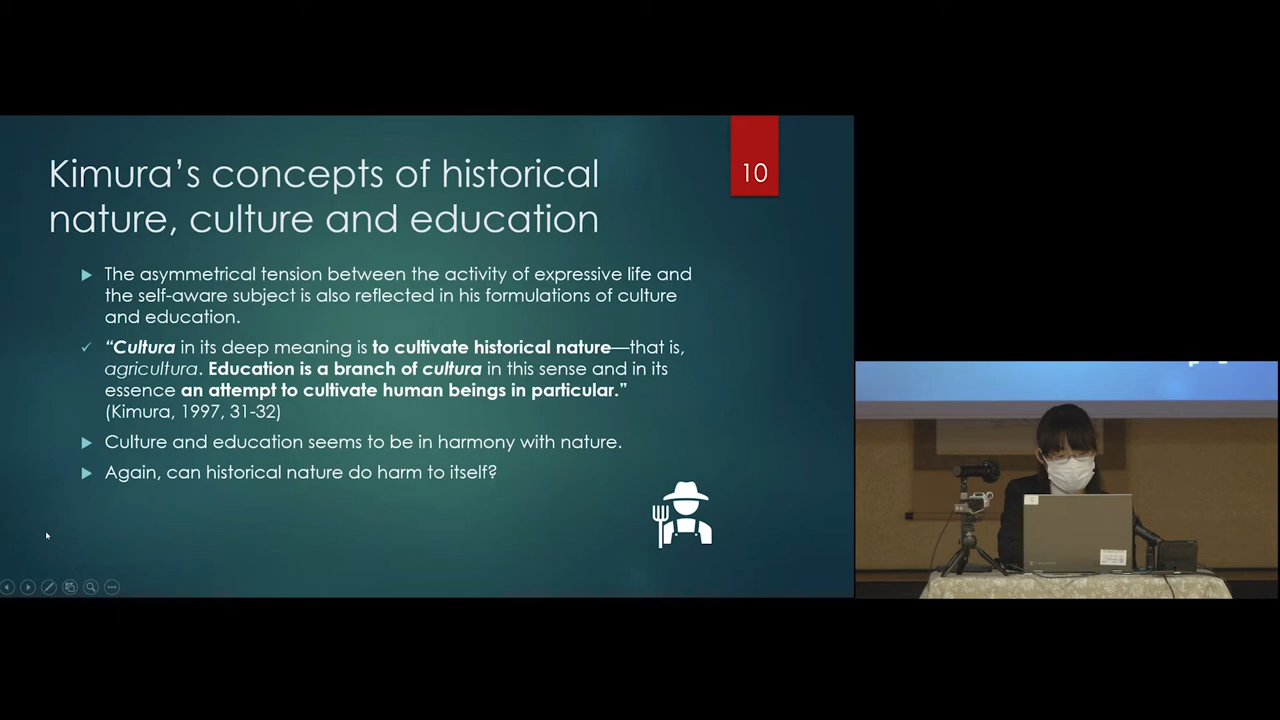 Kimura’s concepts of historical
nature, culture and education
10
The asymmetrical tension between the activity of expressive life and
the self-aware subject is also reflected in his formulations of culture
and education.
“Cultura in its deep meaning is to cultivate historical nature—that is,
agricultura. Education is a branch of cultura in this sense and in its
essence an attempt to cultivate human beings in particular.”
(Kimura, 1997, 31-32)
Culture and education seems to be in harmony with nature.
Again, can historical nature do harm to itself?